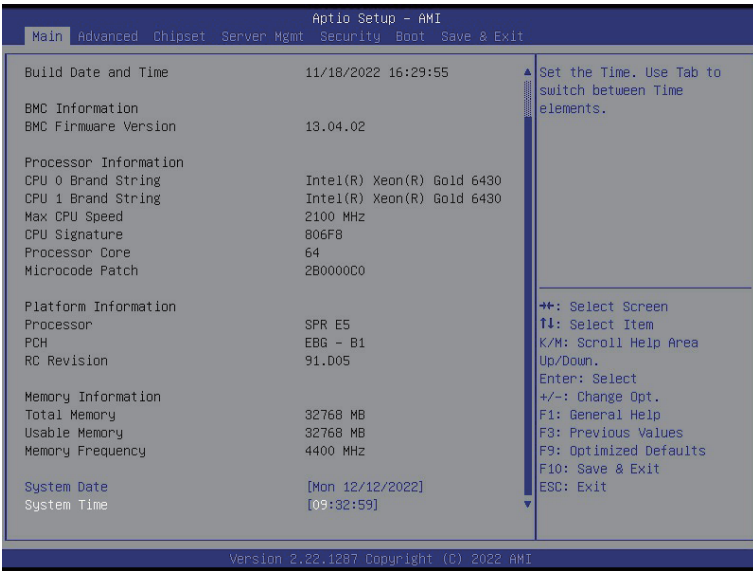 Aptio Setup – AMI
Main Advanced Chipset Server Mgmt Security Boot Save & Exit
Build Date and Time 11/18/2022 16:29:55
BMC Information
BMC Firmware Version 13.04.02
Processor Information
CPU 0 Brand String Intel(R) Xeon(R) Gold 6430
CPU 1 Brand String Intel(R) Xeon(R) Gold 6430
Max CPU Speed 2100 MHz
CPU Signature 806F8
Processor Core 64
Microcode Patch 2B0000C0
Platform Information
Processor SPR E5
PCH EBG - B1
RC Revision 91.D05
Memory Information
Total Memory 32768 MB
Usable Memory 32768 MB
Memory Frequency 4400 MHz
System Date [Mon 12/12/2022]
System Time [09:32:59]
Set the Time. Use Tab to
switch between Time
elements.
→←: Select Screen
↑↓: Select Item
K/M: Scroll Help Area
Up/Down.
Enter: Select
+/-: Change Opt.
F1: General Help
F3: Previous Values
F9: Optimized Defaults
F10: Save & Exit
ESC: Exit
Version 2.22.1287 Copyright (C) 2022 AMI